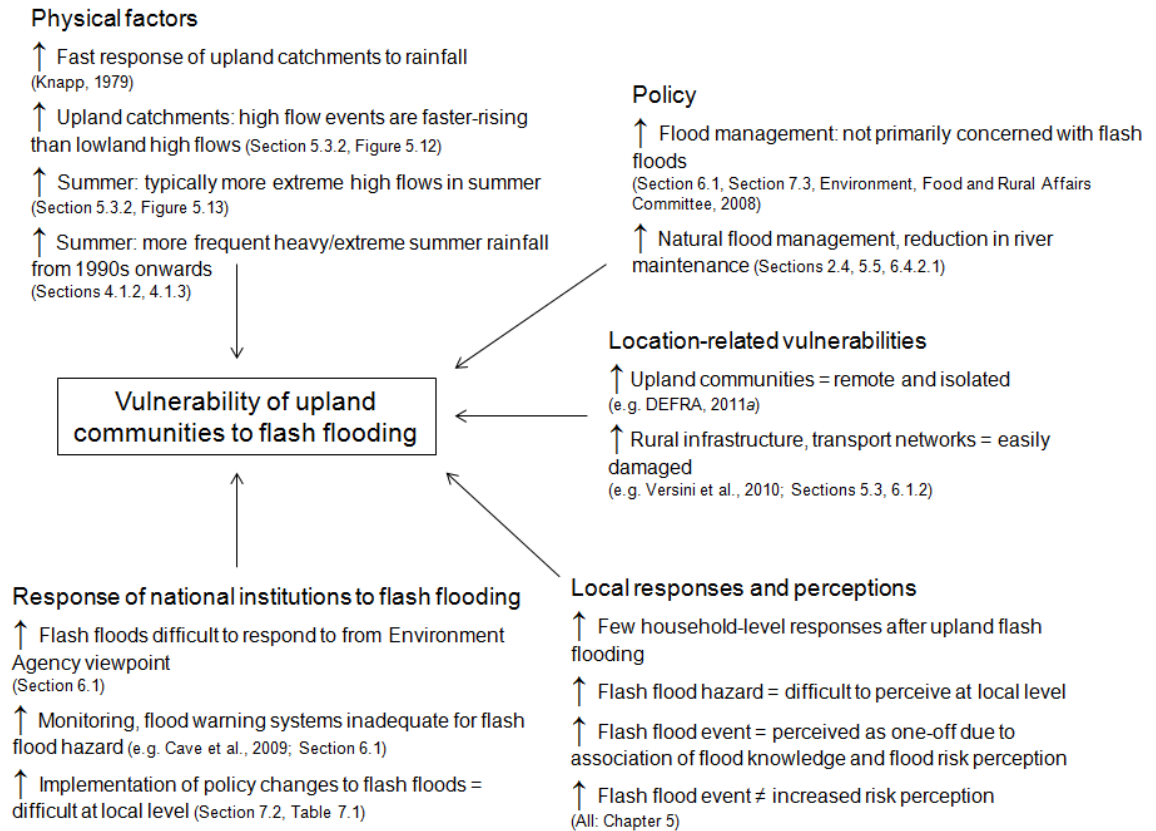 Physical factors
↑ Fast response of upland catchments to rainfall
(Knapp, 1979)
↑ Upland catchments: high flow events are faster-rising
than lowland high flows (Section 5.3.2, Figure 5.12)
↑ Summer: typically more extreme high flows in summer
(Section 5.3.2, Figure 5.13)
↑ Summer: more frequent heavy/extreme summer rainfall
from 1990s onwards
(Sections 4.1.2, 4.1.3)
Policy
↑ Flood management: not primarily concerned with flash
floods
(Section 6.1, Section 7.3, Environment, Food and Rural Affairs
Committee, 2008)
↑ Natural flood management, reduction in river
maintenance (Sections 2.4, 5.5, 6.4.2.1)
Location-related vulnerabilities
↑ Upland communities = remote and isolated
(e.g. DEFRA, 2011a)
↑ Rural infrastructure, transport networks = easily
damaged
(e.g. Versini et al., 2010; Sections 5.3, 6.1.2)
Vulnerability of upland
communities to flash flooding
Response of national institutions to flash flooding
↑ Flash floods difficult to respond to from Environment
Agency viewpoint
(Section 6.1)
↑ Monitoring, flood warning systems inadequate for flash
flood hazard (e.g. Cave et al., 2009; Section 6.1)
↑ Implementation of policy changes to flash floods =
difficult at local level (Section 7.2, Table 7.1)
Local responses and perceptions
↑ Few household-level responses after upland flash
flooding
↑ Flash flood hazard = difficult to perceive at local level
↑ Flash flood event = perceived as one-off due to
association of flood knowledge and flood risk perception
↑ Flash flood event ≠ increased risk perception
(All: Chapter 5)